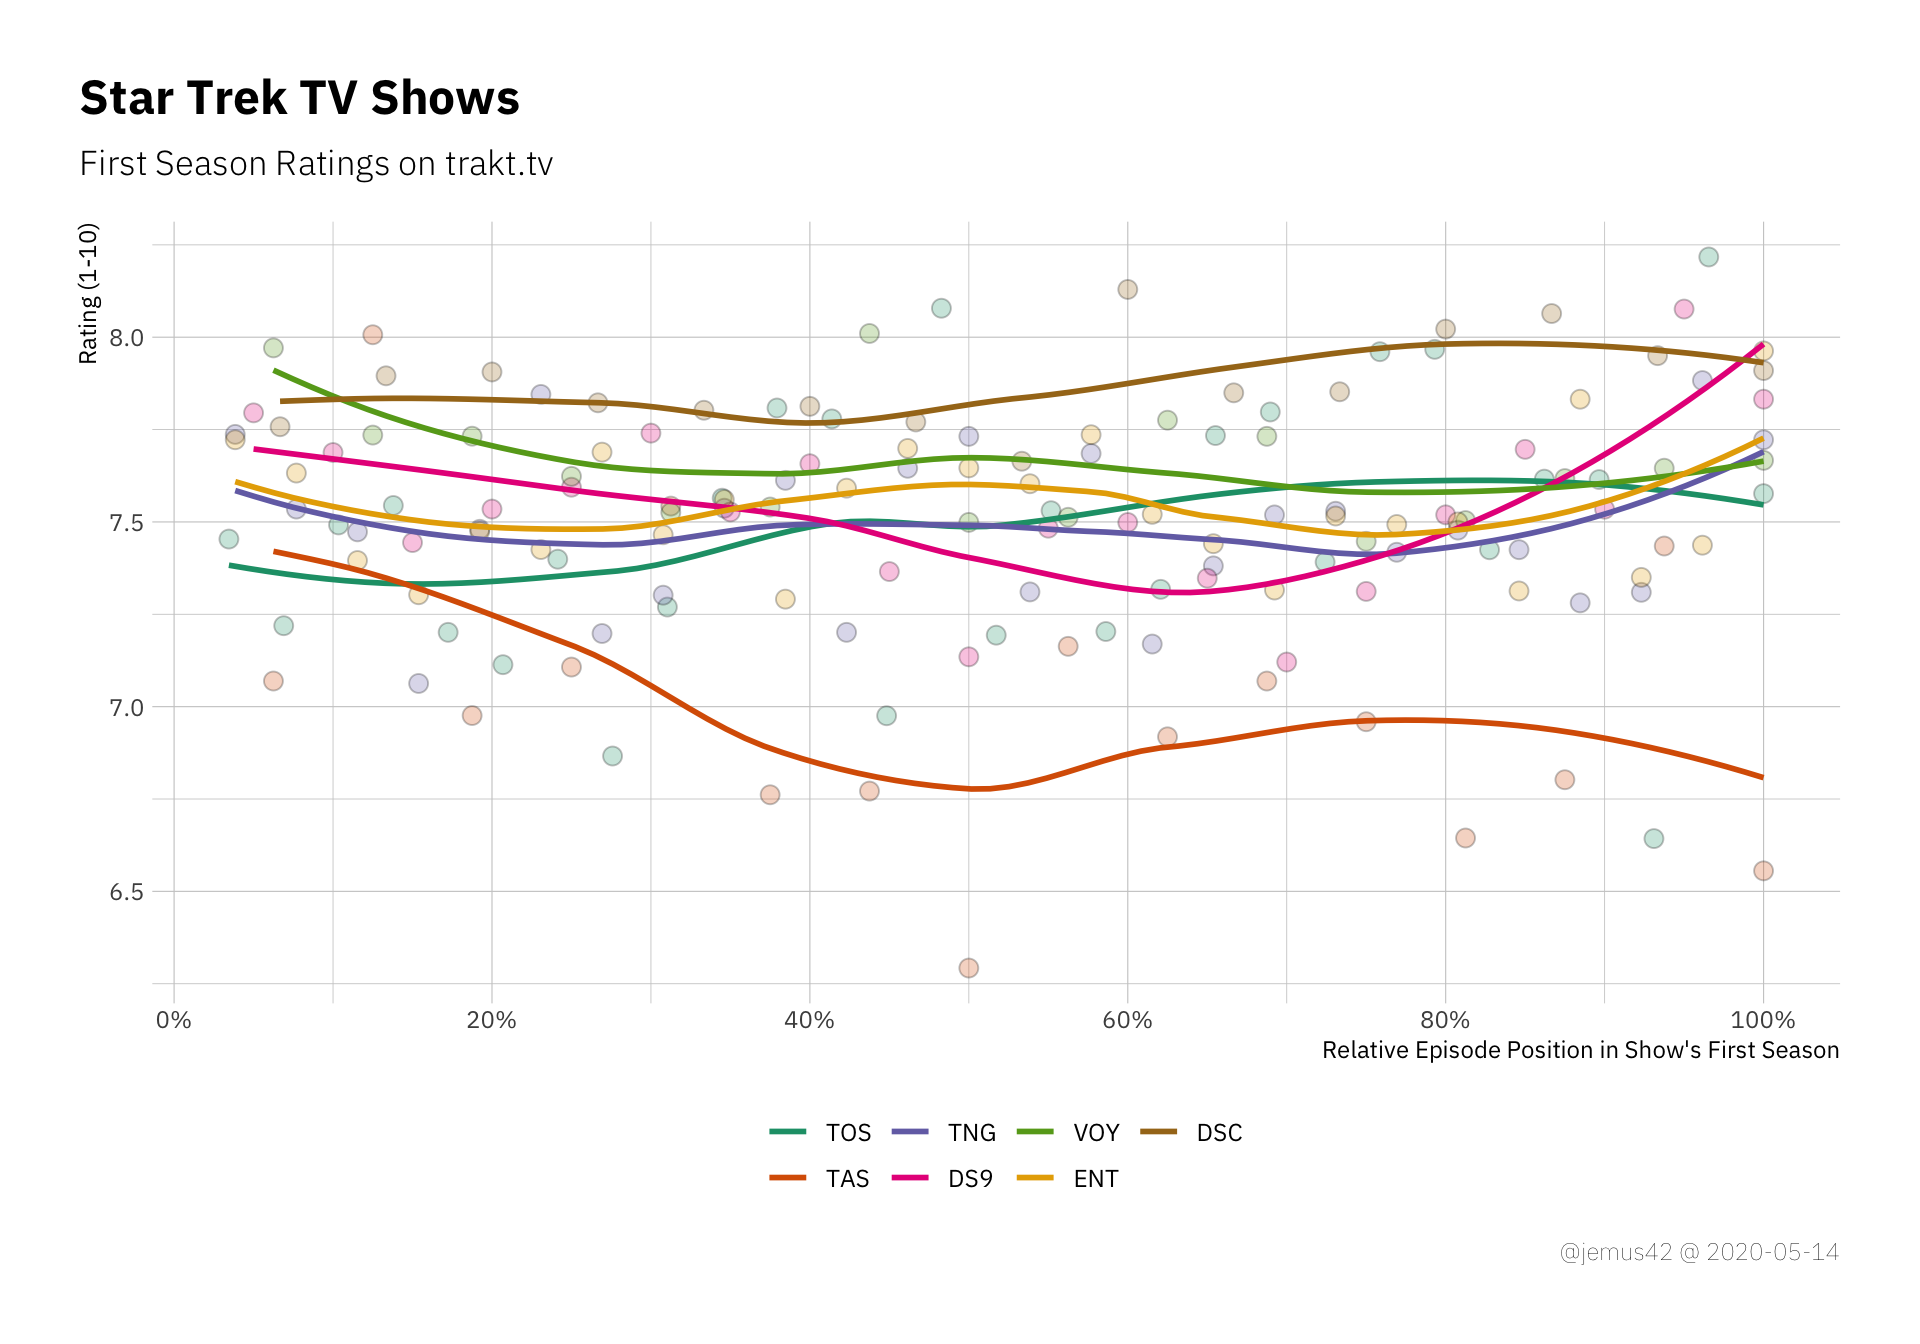 Star Trek TV Shows
First Season Ratings on trakt.tv
Rating (1-10)
8.0
7.5
7.0
6.5
0% 20% 40% 60% 80% 100%
Relative Episode Position in Show's First Season
TOS TNG VOY DSC
TAS DS9 ENT
@jemus42 @ 2020-05-14